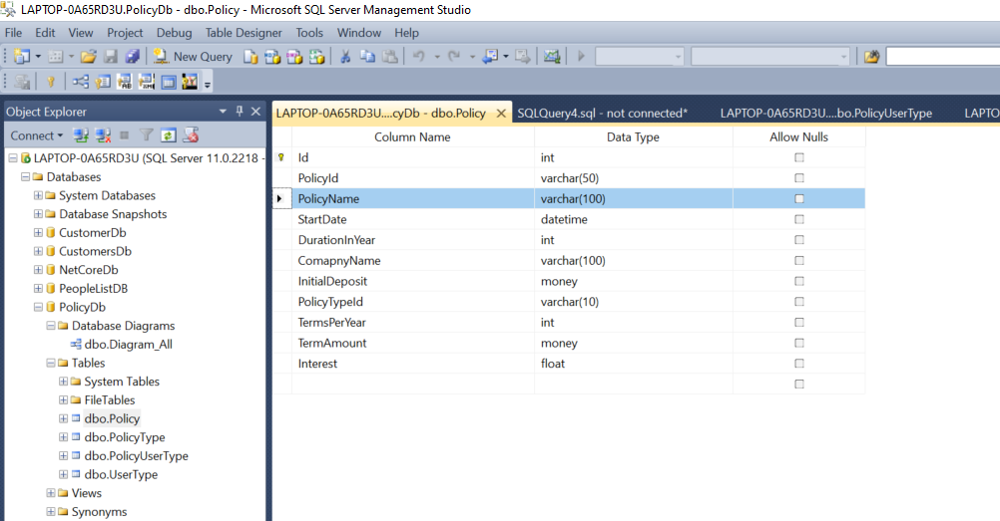 LAPTOP-0A65RD3U.PolicyDb - dbo.Policy - Microsoft SQL Server Management Studio
File Edit View Project Debug Table Designer Tools Window Help
New Query
Object Explorer
Connect
LAPTOP-0A65RD3U (SQL Server 11.0.2218 -
Databases
System Databases
Database Snapshots
CustomerDb
CustomersDb
NetCoreDb
PeopleListDB
PolicyDb
Database Diagrams
dbo.Diagram_All
Tables
System Tables
FileTables
dbo.Policy
dbo.PolicyType
dbo.PolicyUserType
dbo.UserType
Views
Synonyms
LAPTOP-0A65RD3U....cyDb - dbo.Policy SQLQuery4.sql - not connected* LAPTOP-0A65RD3U....bo.PolicyUserType LAPTO
Column Name Data Type Allow Nulls
Id int
PolicyId varchar(50)
PolicyName varchar(100)
StartDate datetime
DurationInYear int
ComapnyName varchar(100)
InitialDeposit money
PolicyTypeId varchar(10)
TermsPerYear int
TermAmount money
Interest float